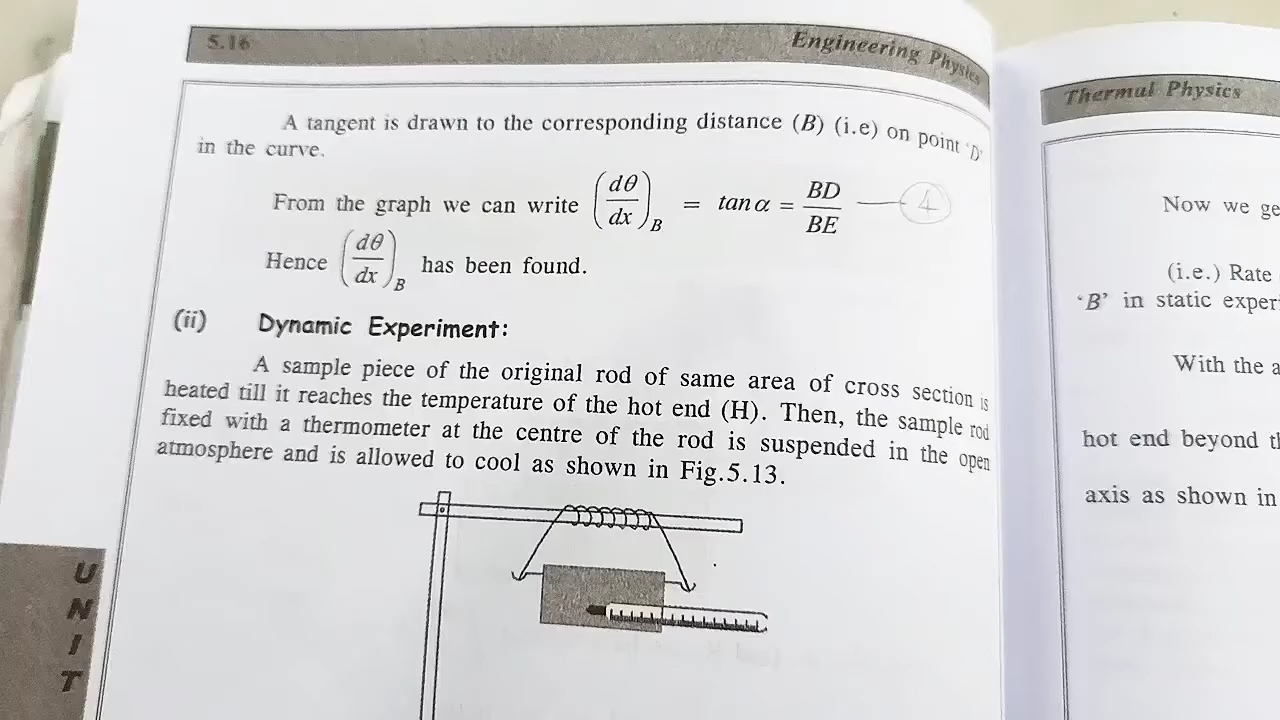 5.16 Engineering Physics
A tangent is drawn to the corresponding distance (B) (i.e) on point 'D'
in the curve.
From the graph we can write (dθ/dx)_B = tan α = BD/BE — 4
Hence (dθ/dx)_B has been found.
(ii) Dynamic Experiment:
A sample piece of the original rod of same area of cross section is
heated till it reaches the temperature of the hot end (H). Then, the sample rod
fixed with a thermometer at the centre of the rod is suspended in the open
atmosphere and is allowed to cool as shown in Fig.5.13.
UNIT
Thermal Physics
Now we ge
(i.e.) Rate
'B' in static exper
With the a
hot end beyond th
axis as shown in